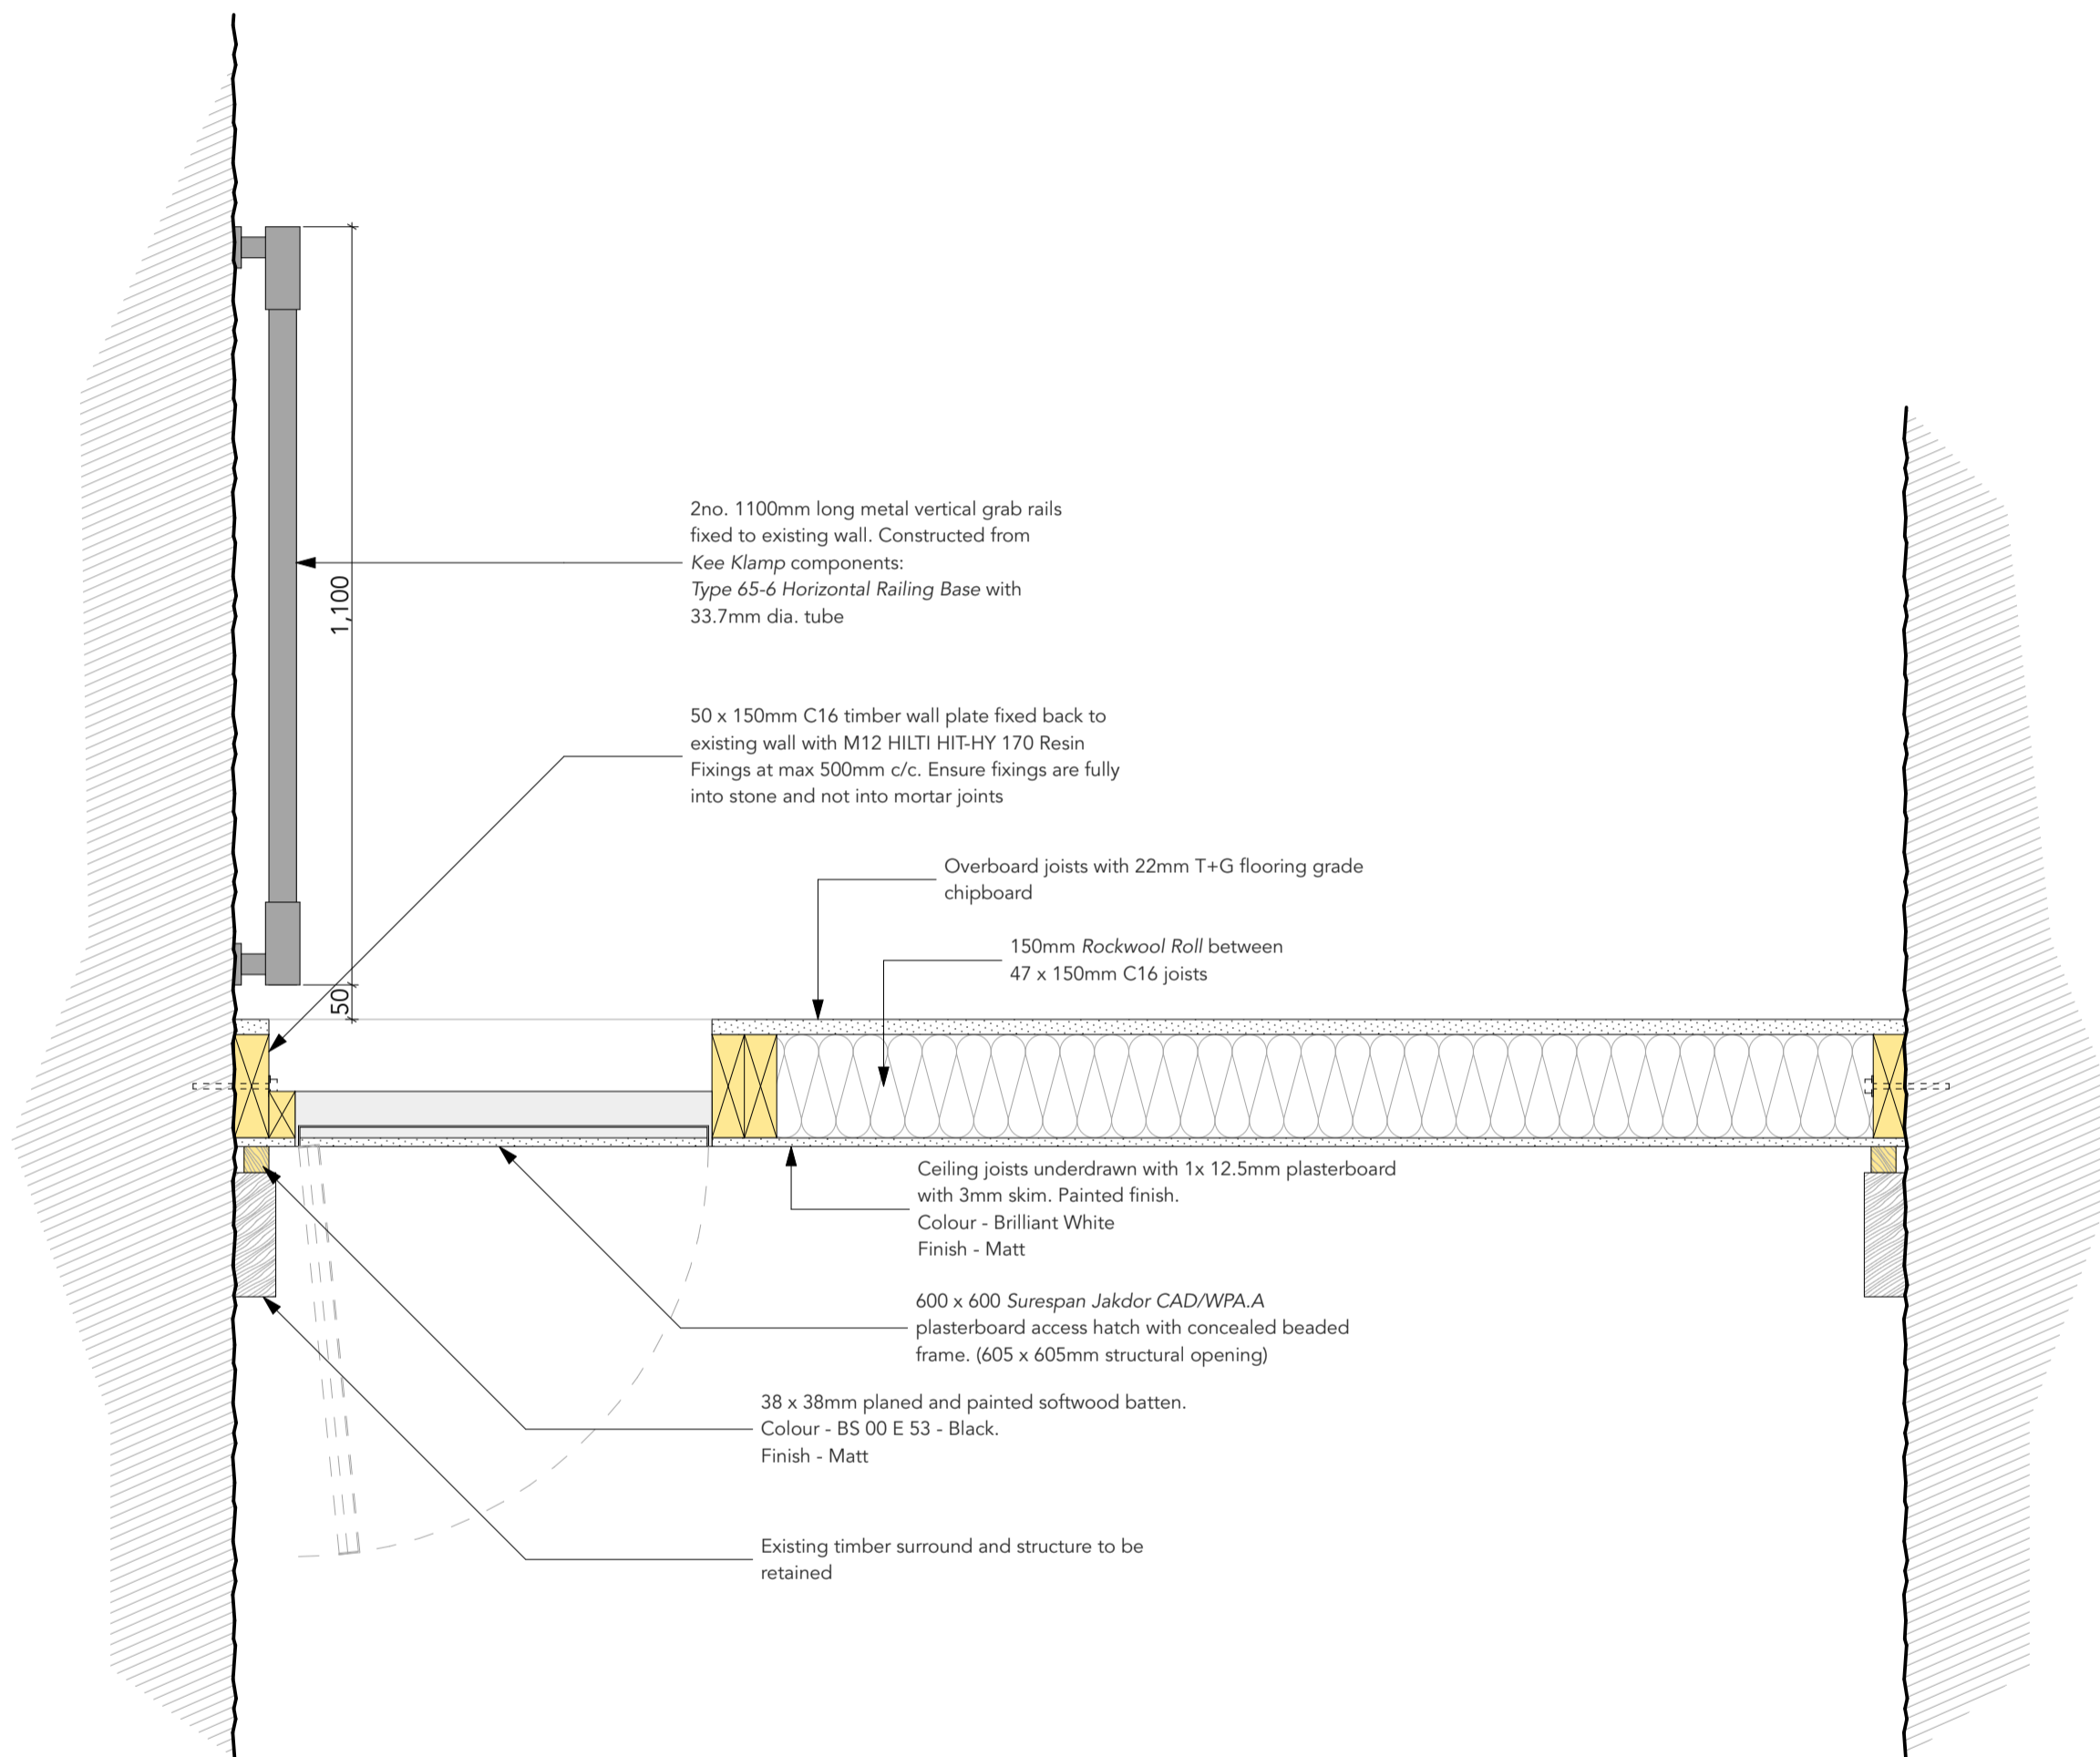 2no. 1100mm long metal vertical grab rails
fixed to existing wall. Constructed from
Kee Klamp components:
Type 65-6 Horizontal Railing Base with
33.7mm dia. tube
1,100
50 x 150mm C16 timber wall plate fixed back to
existing wall with M12 HILTI HIT-HY 170 Resin
Fixings at max 500mm c/c. Ensure fixings are fully
into stone and not into mortar joints
Overboard joists with 22mm T+G flooring grade
chipboard
150mm Rockwool Roll between
47 x 150mm C16 joists
50
Ceiling joists underdrawn with 1x 12.5mm plasterboard
with 3mm skim. Painted finish.
Colour - Brilliant White
Finish - Matt
600 x 600 Surespan Jakdor CAD/WPA.A
plasterboard access hatch with concealed beaded
frame. (605 x 605mm structural opening)
38 x 38mm planed and painted softwood batten.
Colour - BS 00 E 53 - Black.
Finish - Matt
Existing timber surround and structure to be
retained